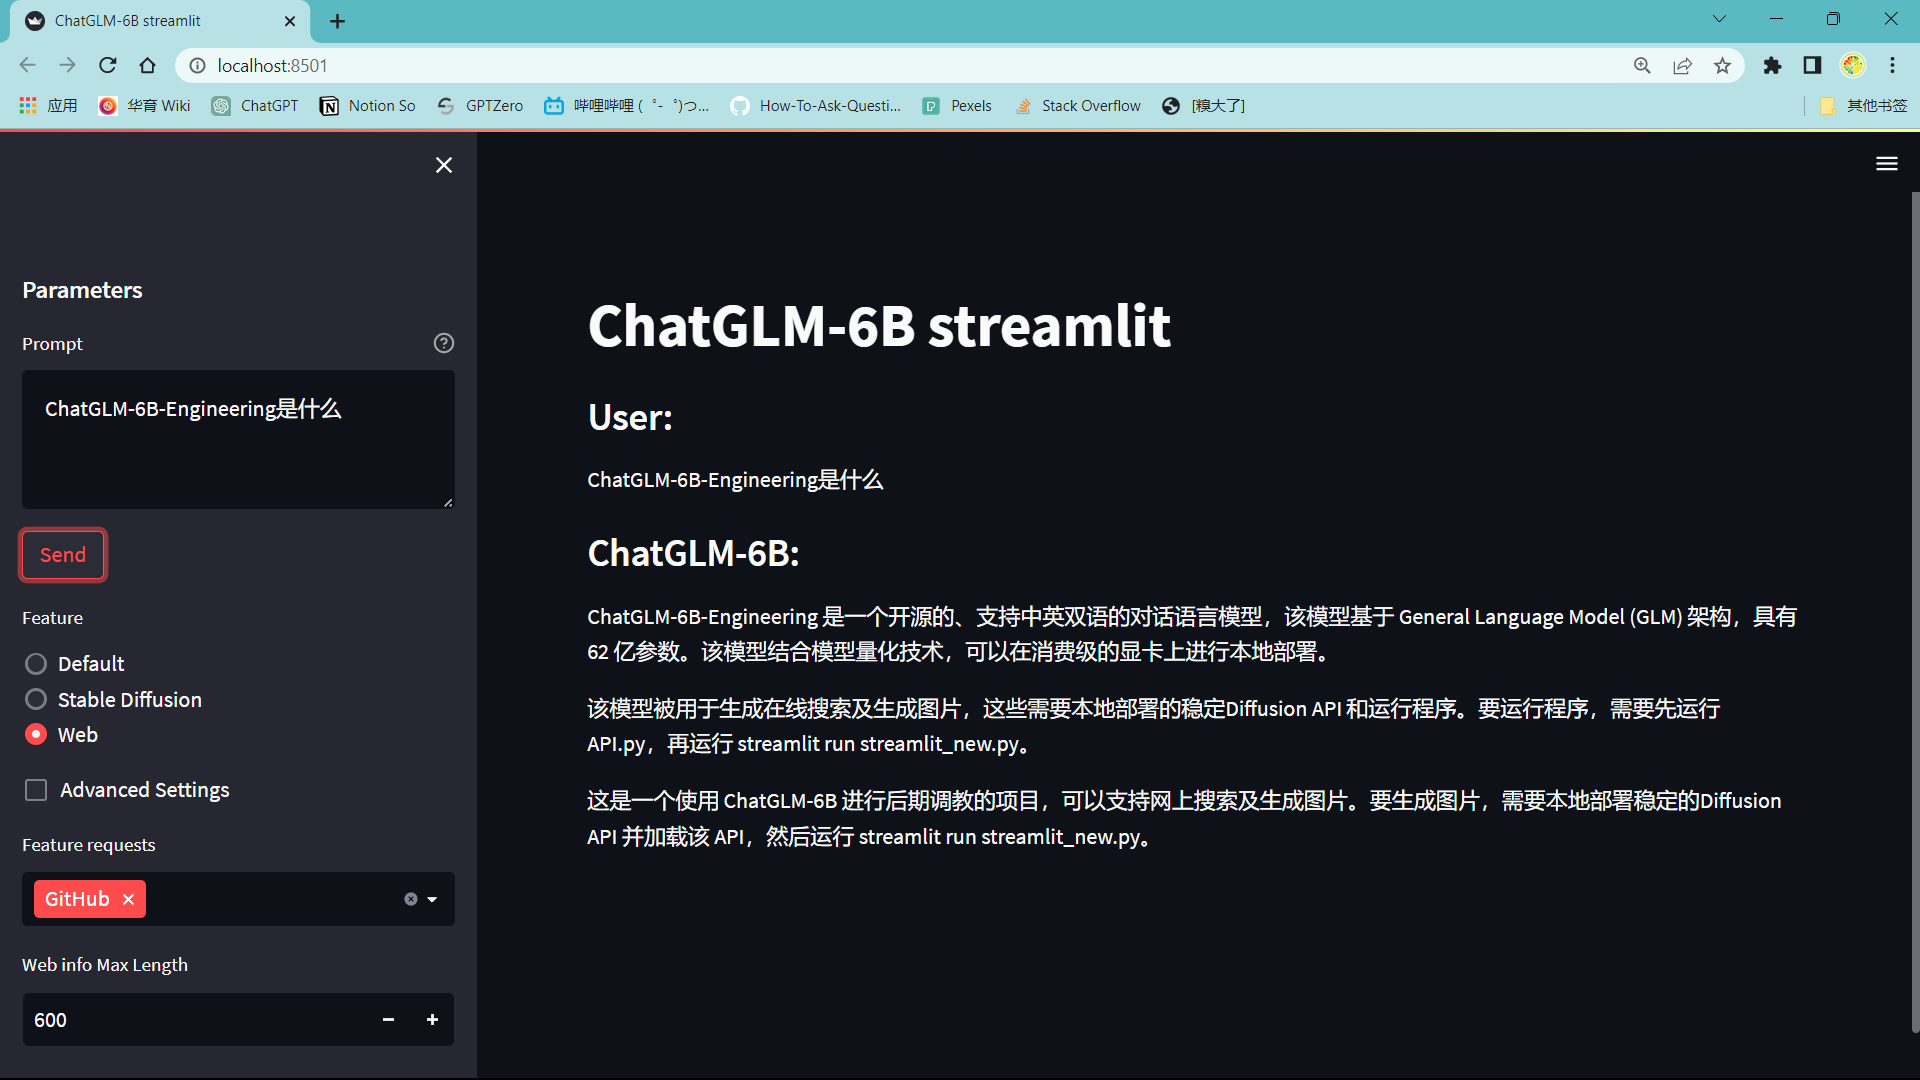 ChatGLM-6B streamlit
localhost:8501
应用
华育 Wiki
ChatGPT
Notion So
GPTZero
哔哩哔哩 ( ゜- ゜)つ...
How-To-Ask-Questi...
Pexels
Stack Overflow
[糗大了]
其他书签
Parameters
Prompt
ChatGLM-6B-Engineering是什么
Send
Feature
Default
Stable Diffusion
Web
Advanced Settings
Feature requests
GitHub
Web info Max Length
600
ChatGLM-6B streamlit
User:
ChatGLM-6B-Engineering是什么
ChatGLM-6B:
ChatGLM-6B-Engineering 是一个开源的、支持中英双语的对话语言模型，该模型基于 General Language Model (GLM) 架构，具有
62 亿参数。该模型结合模型量化技术，可以在消费级的显卡上进行本地部署。
该模型被用于生成在线搜索及生成图片，这些需要本地部署的稳定Diffusion API 和运行程序。要运行程序，需要先运行
API.py，再运行 streamlit run streamlit_new.py。
这是一个使用 ChatGLM-6B 进行后期调教的项目，可以支持网上搜索及生成图片。要生成图片，需要本地部署稳定的Diffusion
API 并加载该 API，然后运行 streamlit run streamlit_new.py。